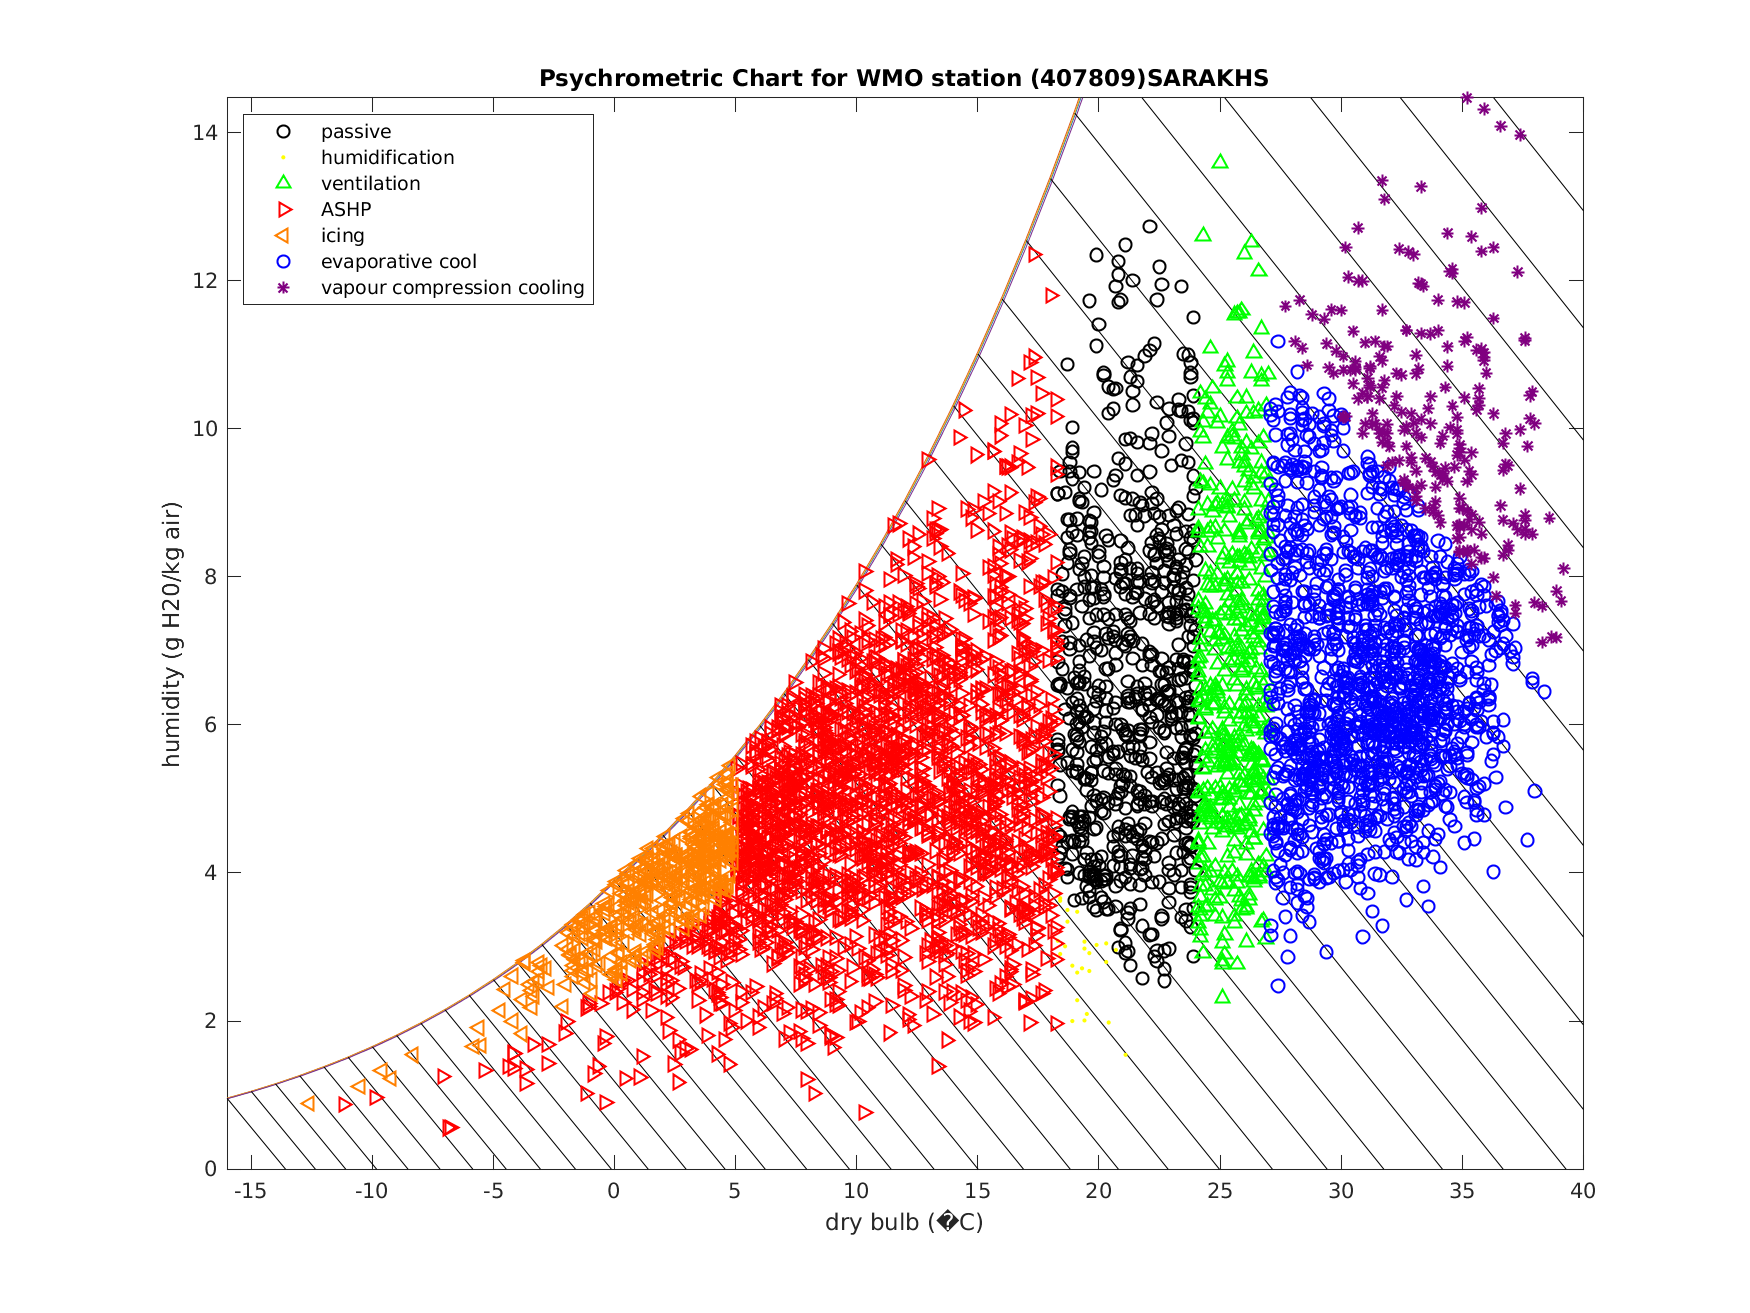 Psychrometric Chart for WMO station (407809)SARAKHS
passive
humidification
ventilation
ASHP
icing
evaporative cool
vapour compression cooling
humidity (g H20/kg air)
14
12
10
8
6
4
2
0
-15 -10 -5 0 5 10 15 20 25 30 35 40
dry bulb (�C)